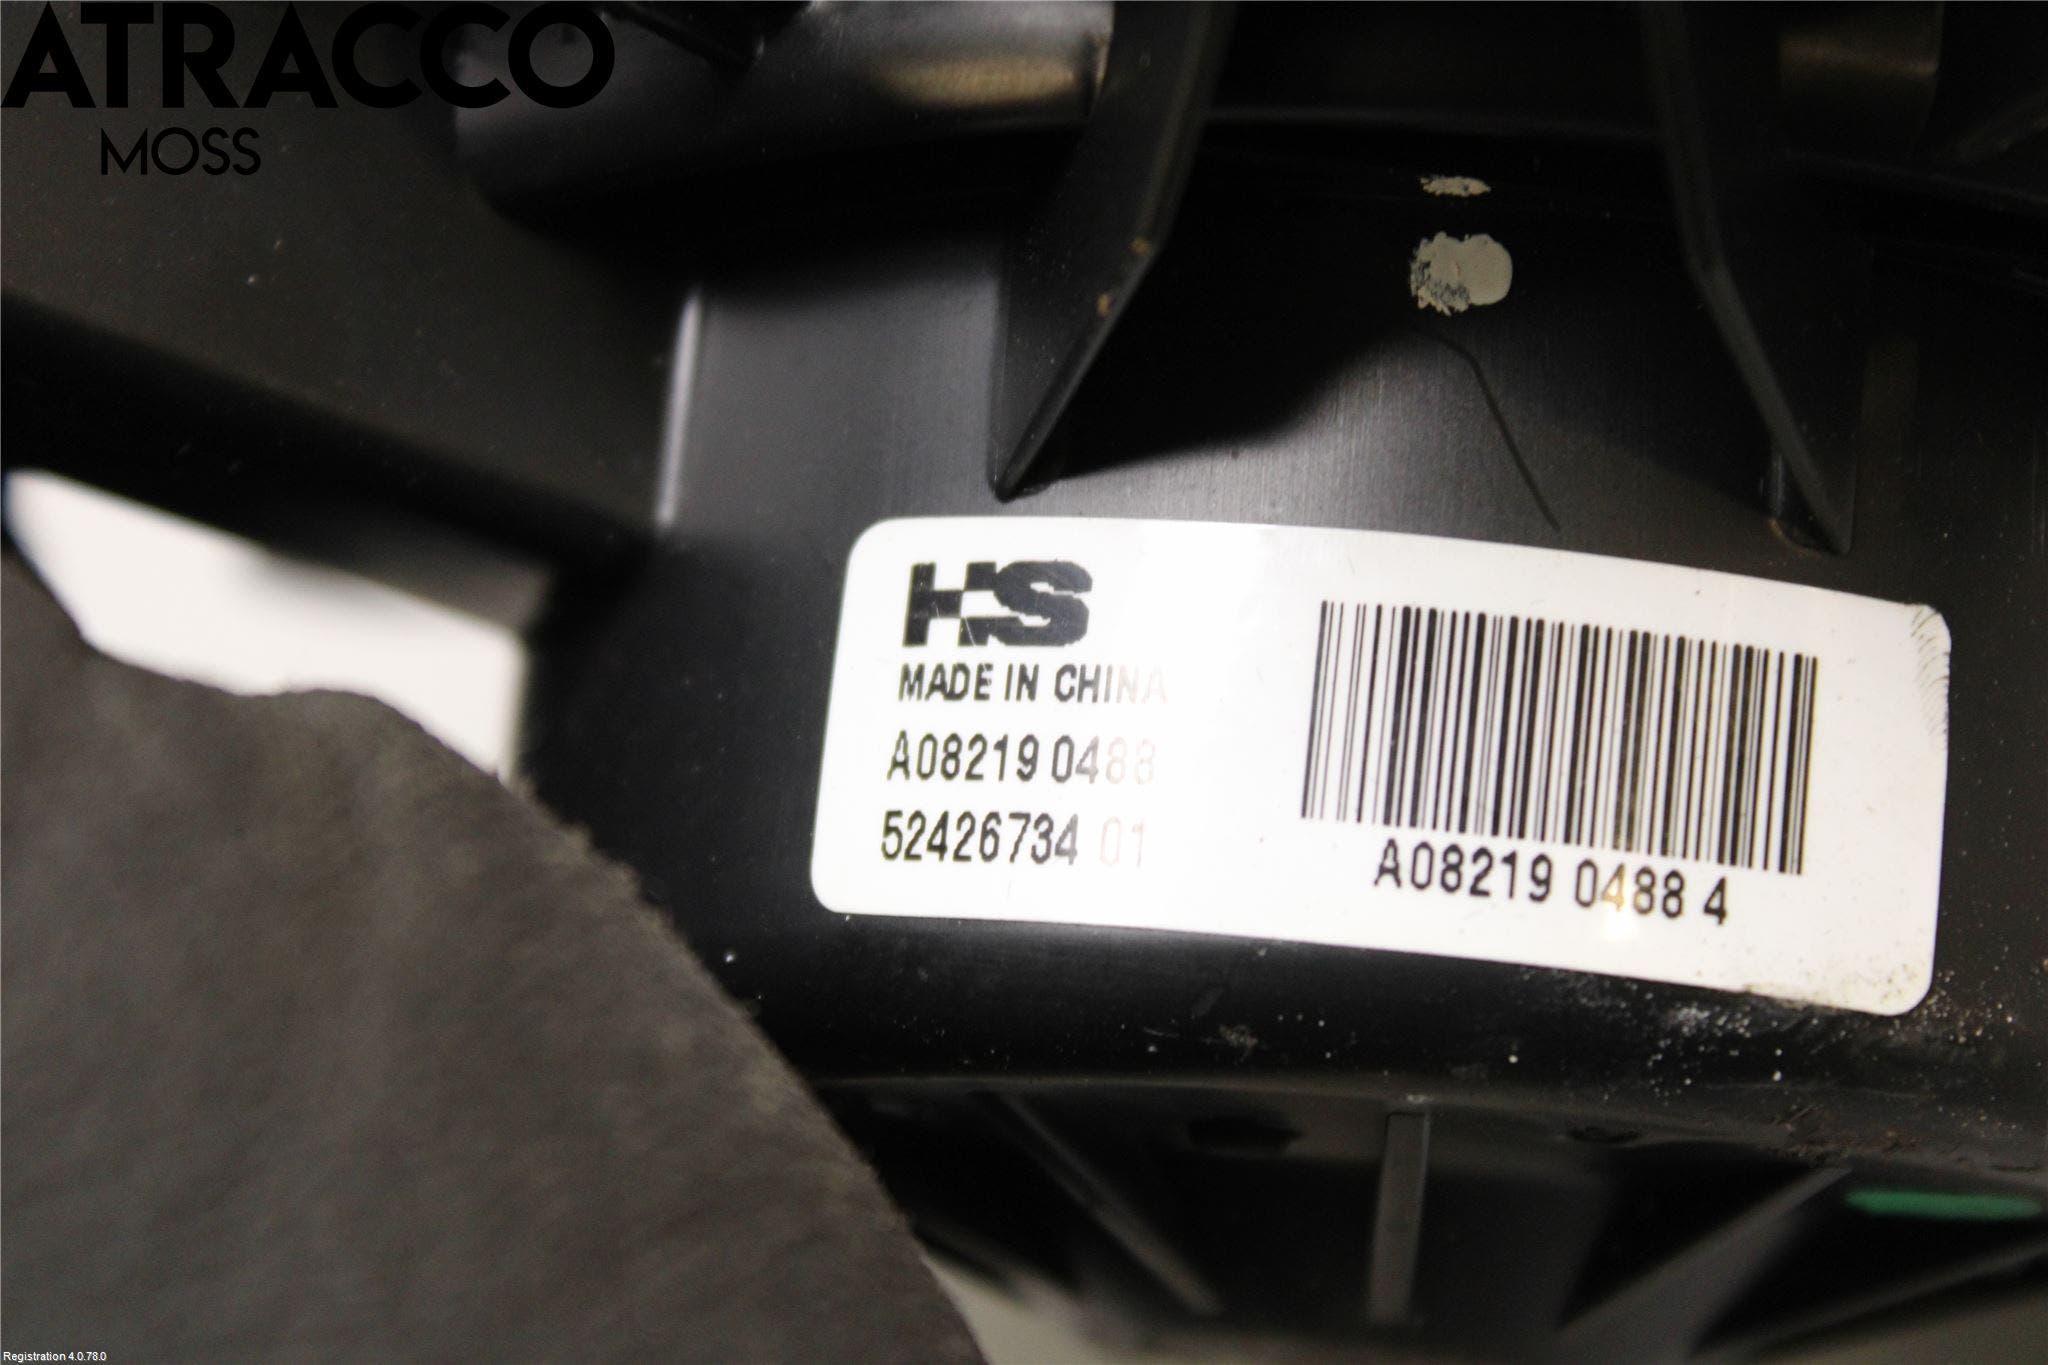 ATRACCO
MOSS
HS
MADE IN CHINA
A08219 0488
52426734 01
A08219 0488 4
Registration 4.0.78.0